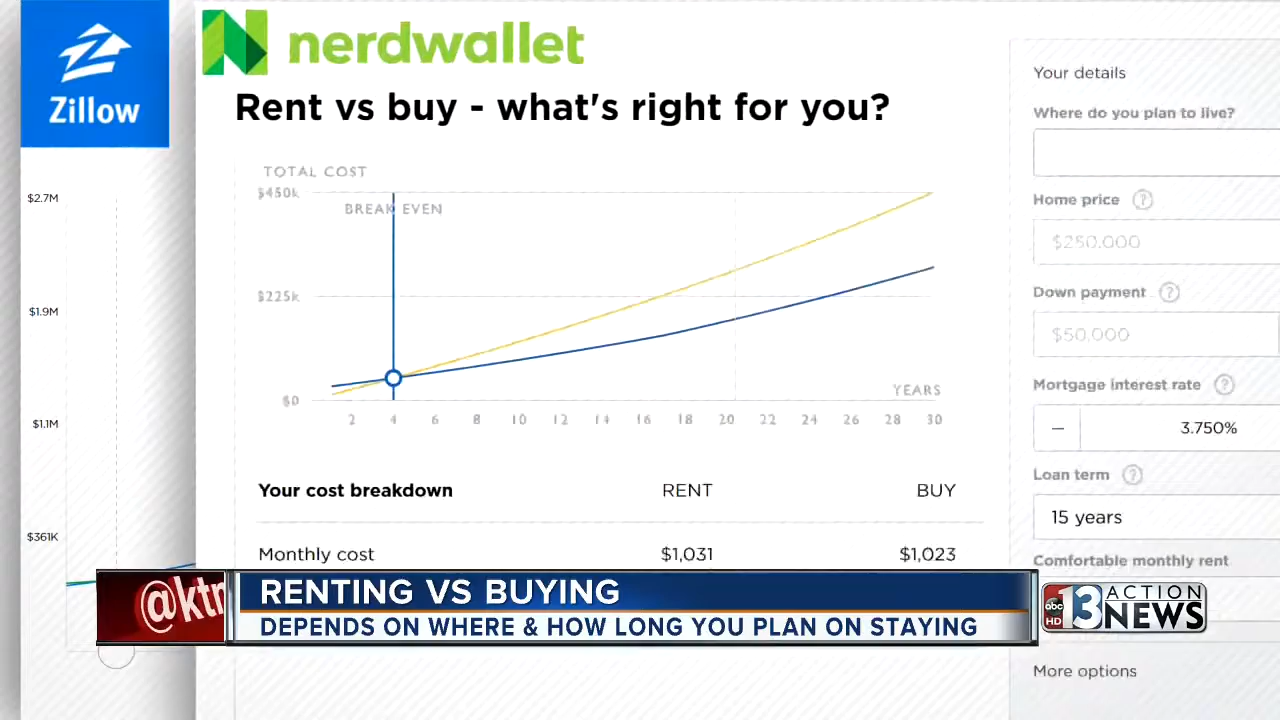 Zillow
$2.7M
$1.9M
$1.1M
$361K
nerdwallet
Rent vs buy - what's right for you?
TOTAL COST
$450k
BREAK EVEN
$225k
YEARS
$0
2 4 6 8 10 12 14 16 18 20 22 24 26 28 30
Your cost breakdown RENT BUY
Monthly cost $1,031 $1,023
Your details
Where do you plan to live?
Home price ?
$250,000
Down payment ?
$50,000
Mortgage interest rate ?
— 3.750%
Loan term ?
15 years
Comfortable monthly rent
More options
RENTING VS BUYING
DEPENDS ON WHERE & HOW LONG YOU PLAN ON STAYING
abc
HD
13 ACTION
NEWS